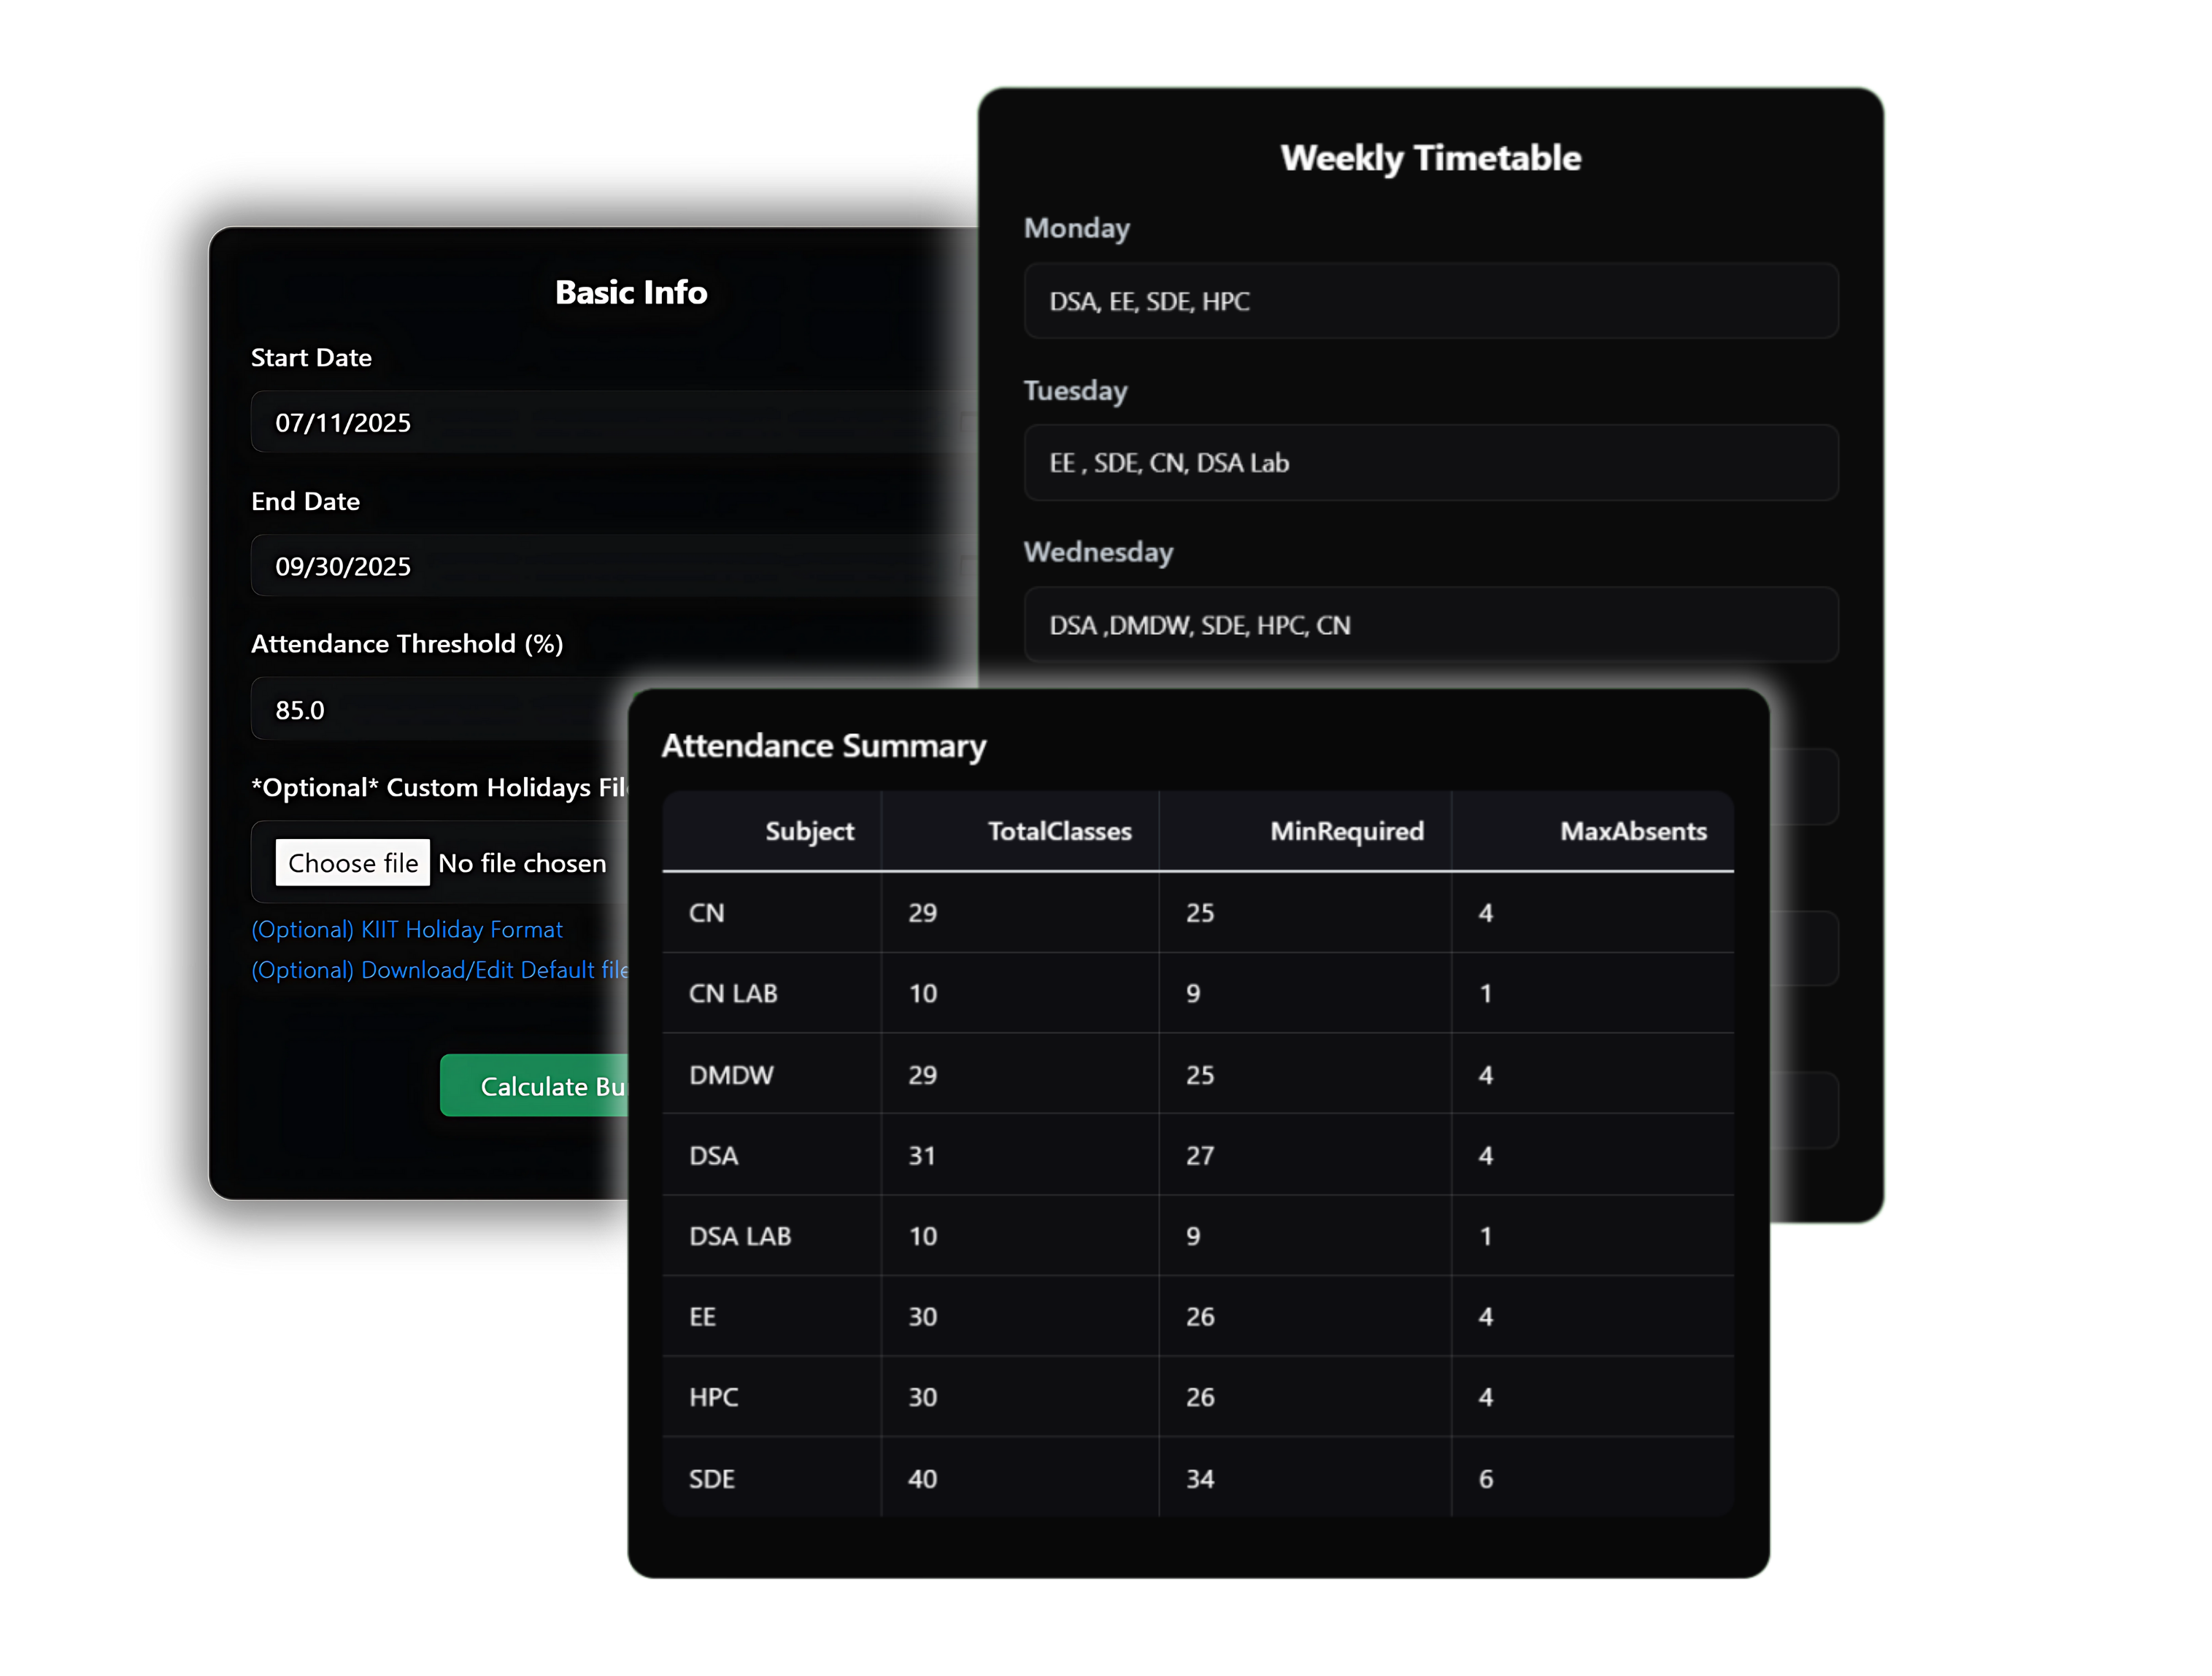 Basic Info
Start Date
07/11/2025
End Date
09/30/2025
Attendance Threshold (%)
85.0
*Optional* Custom Holidays
Choose file No file chosen
(Optional) KIIT Holiday Format
(Optional) Download/Edit Default file
Calculate
Weekly Timetable
Monday
DSA, EE, SDE, HPC
Tuesday
EE , SDE, CN, DSA Lab
Wednesday
DSA ,DMDW, SDE, HPC, CN
Attendance Summary
Subject TotalClasses MinRequired MaxAbsents
CN 29 25 4
CN LAB 10 9 1
DMDW 29 25 4
DSA 31 27 4
DSA LAB 10 9 1
EE 30 26 4
HPC 30 26 4
SDE 40 34 6